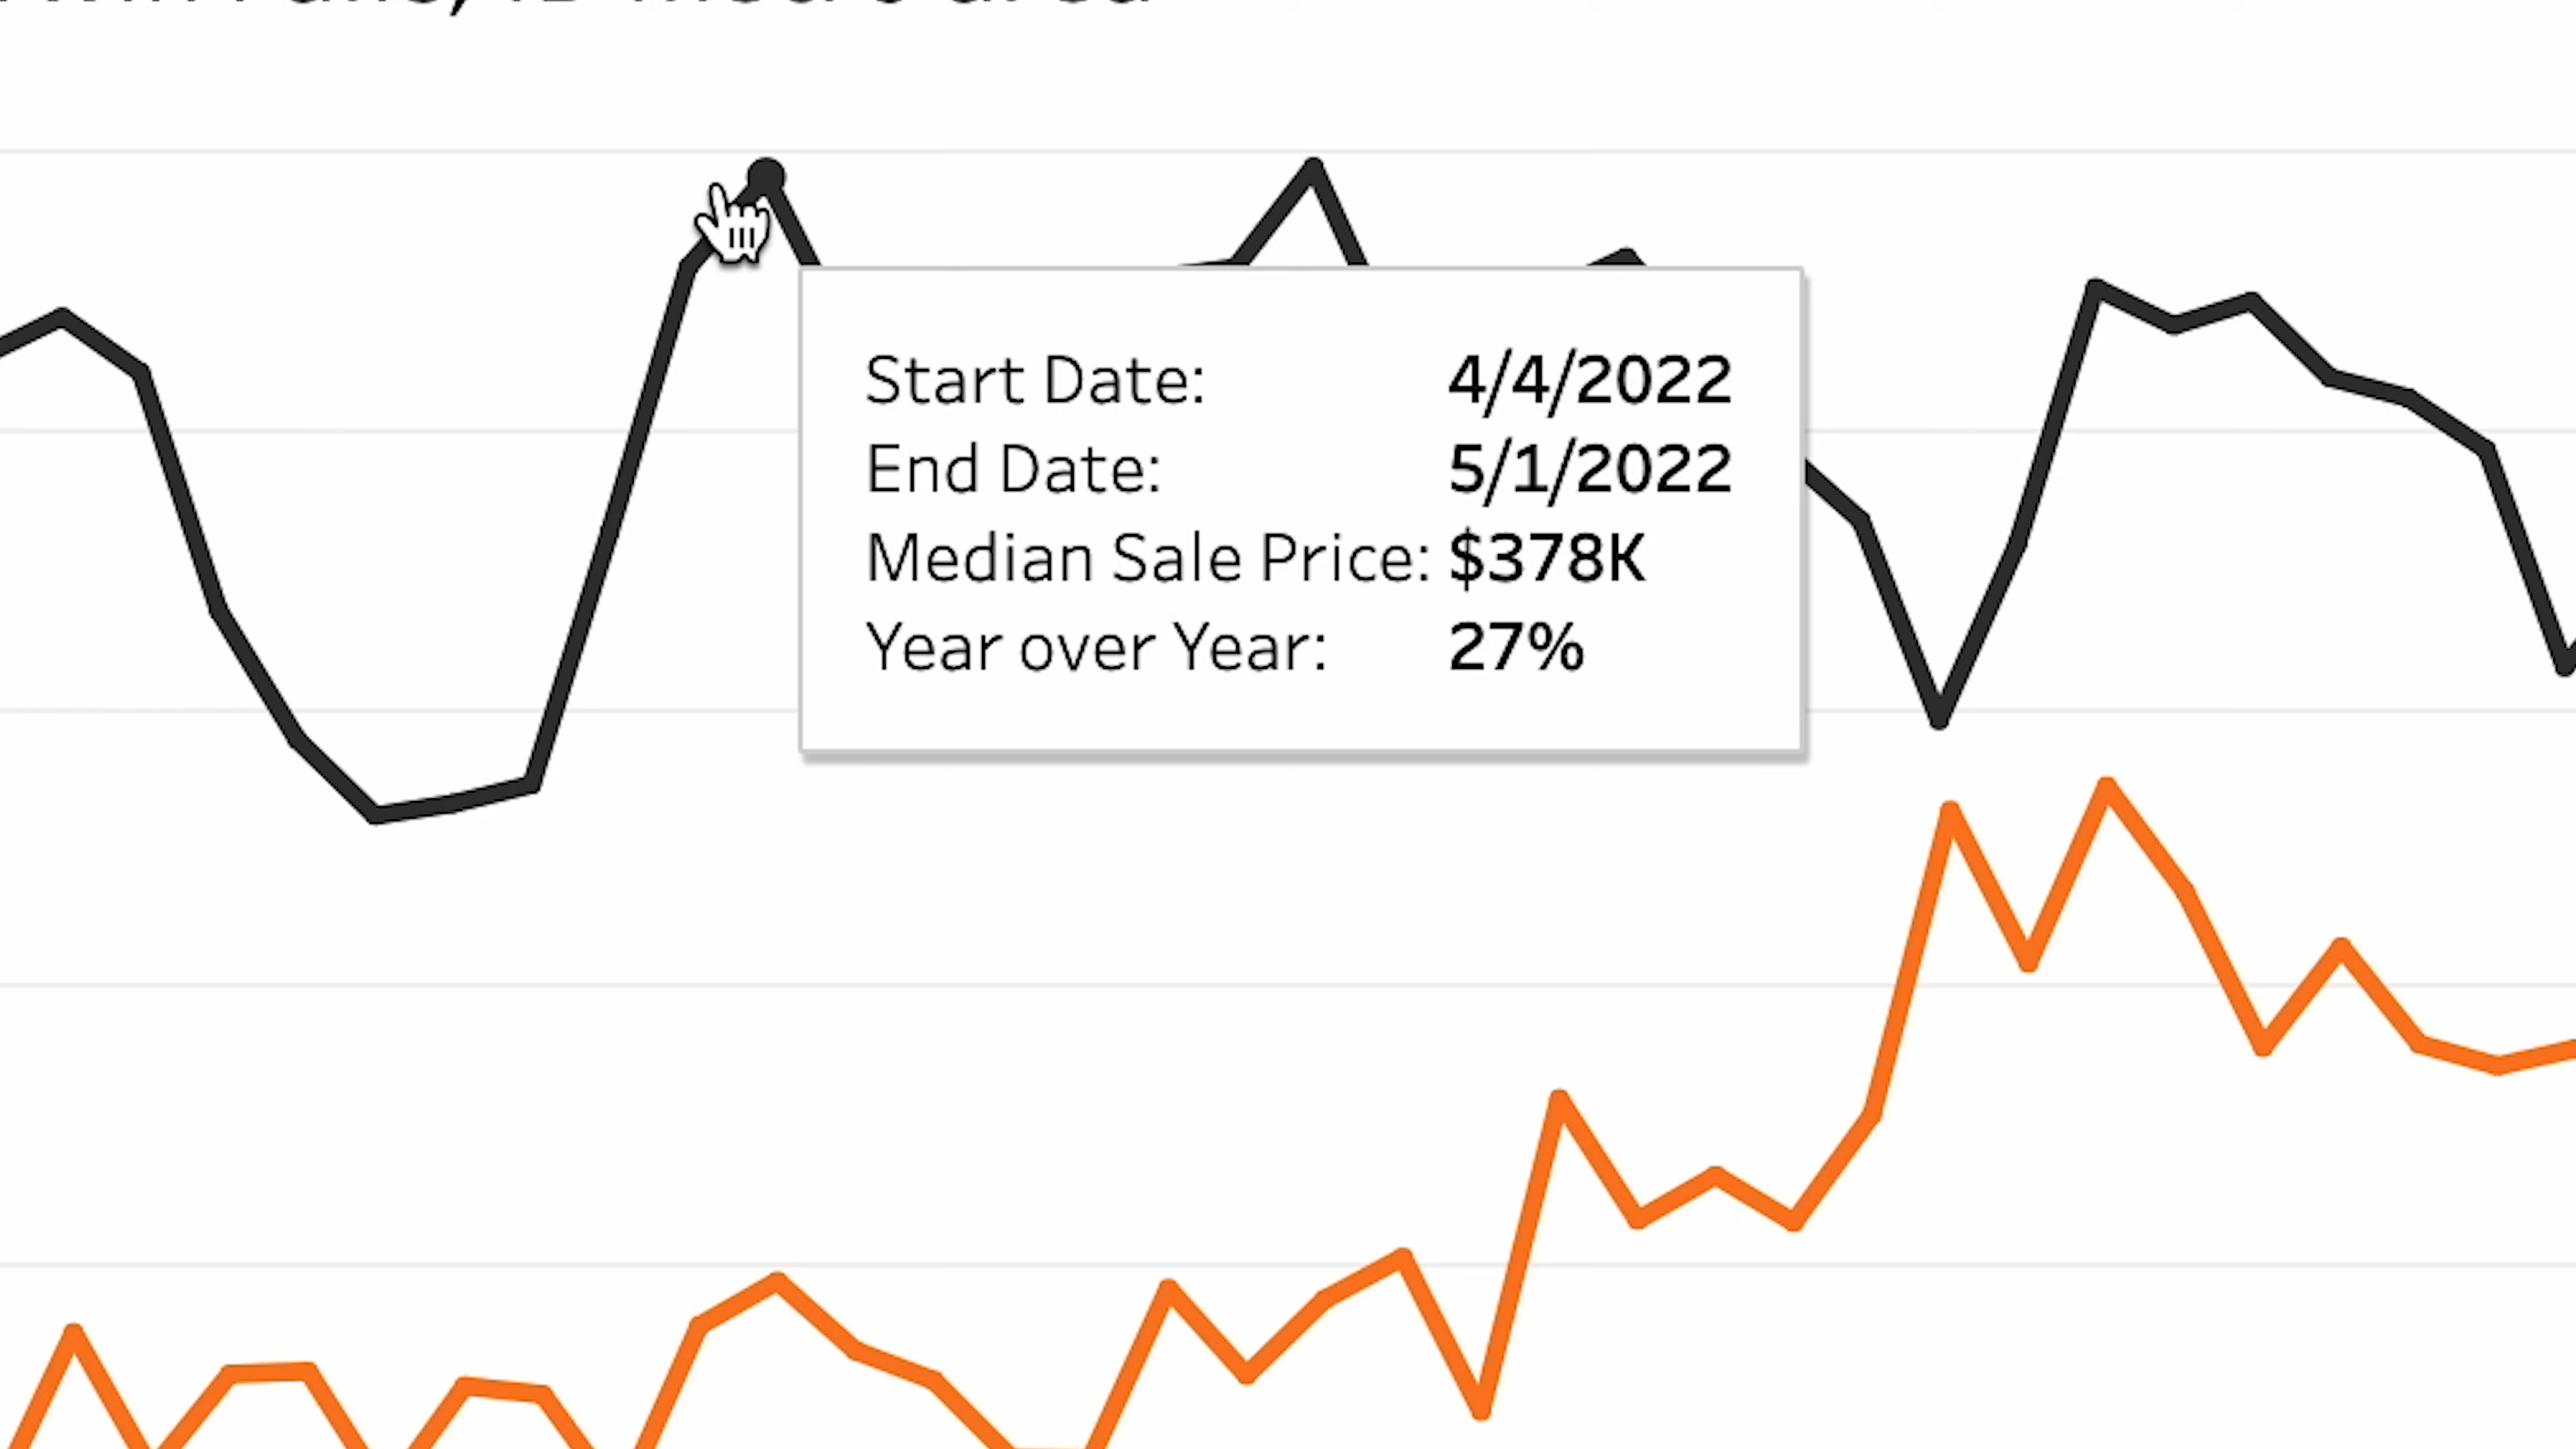 Start Date: 4/4/2022
End Date: 5/1/2022
Median Sale Price: $378K
Year over Year: 27%